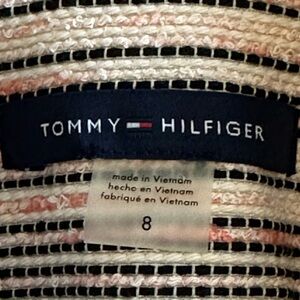 TOMMY HILFIGER
made in Vietnam
hecho en Vietnam
fabriqué en Vietnam
8